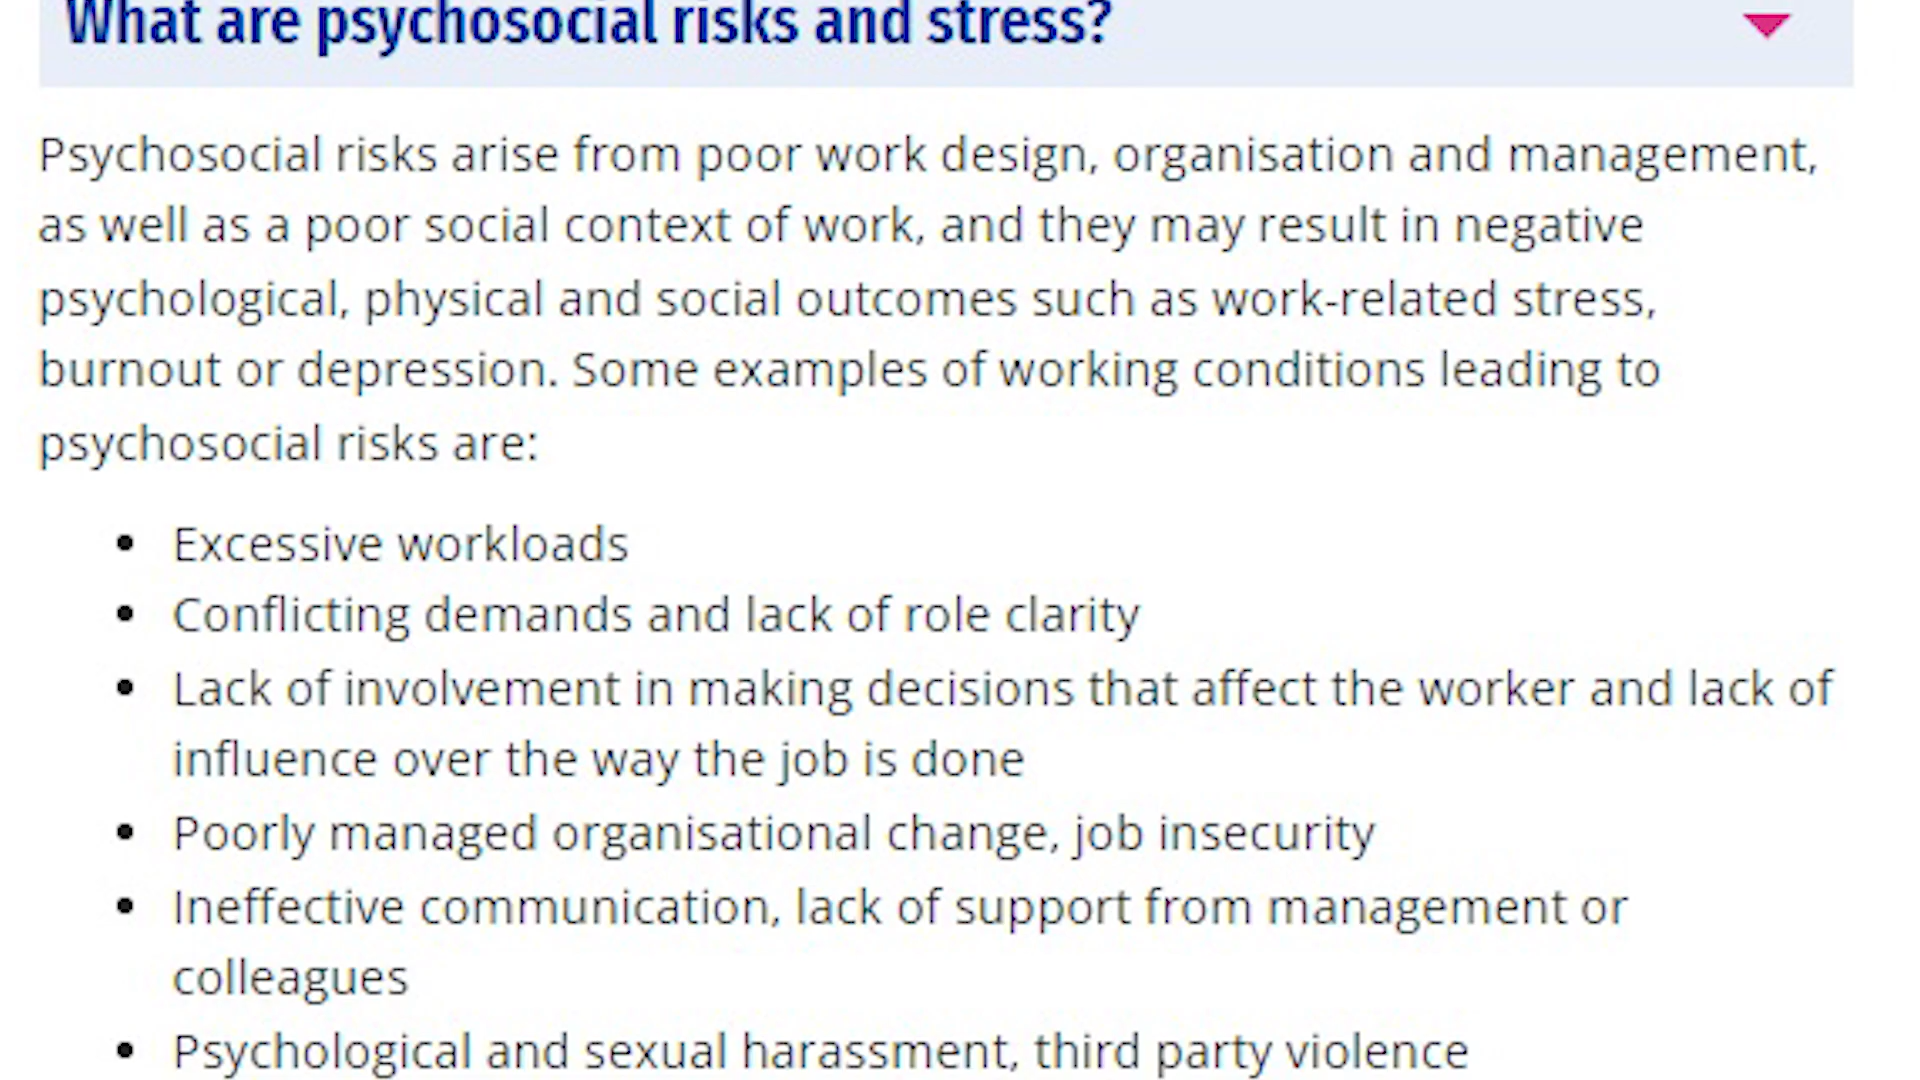 What are psychosocial risks and stress?
Psychosocial risks arise from poor work design, organisation and management,
as well as a poor social context of work, and they may result in negative
psychological, physical and social outcomes such as work-related stress,
burnout or depression. Some examples of working conditions leading to
psychosocial risks are:
• Excessive workloads
• Conflicting demands and lack of role clarity
• Lack of involvement in making decisions that affect the worker and lack of
influence over the way the job is done
• Poorly managed organisational change, job insecurity
• Ineffective communication, lack of support from management or
colleagues
• Psychological and sexual harassment, third party violence